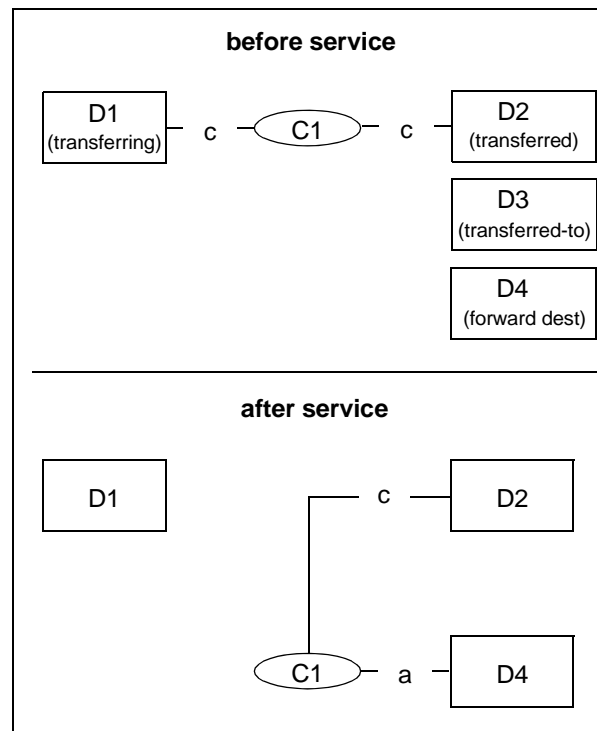 before service
D1
(transferring)
c
C1
c
D2
(transferred)
D3
(transferred-to)
D4
(forward dest)
after service
D1
c
D2
C1
a
D4